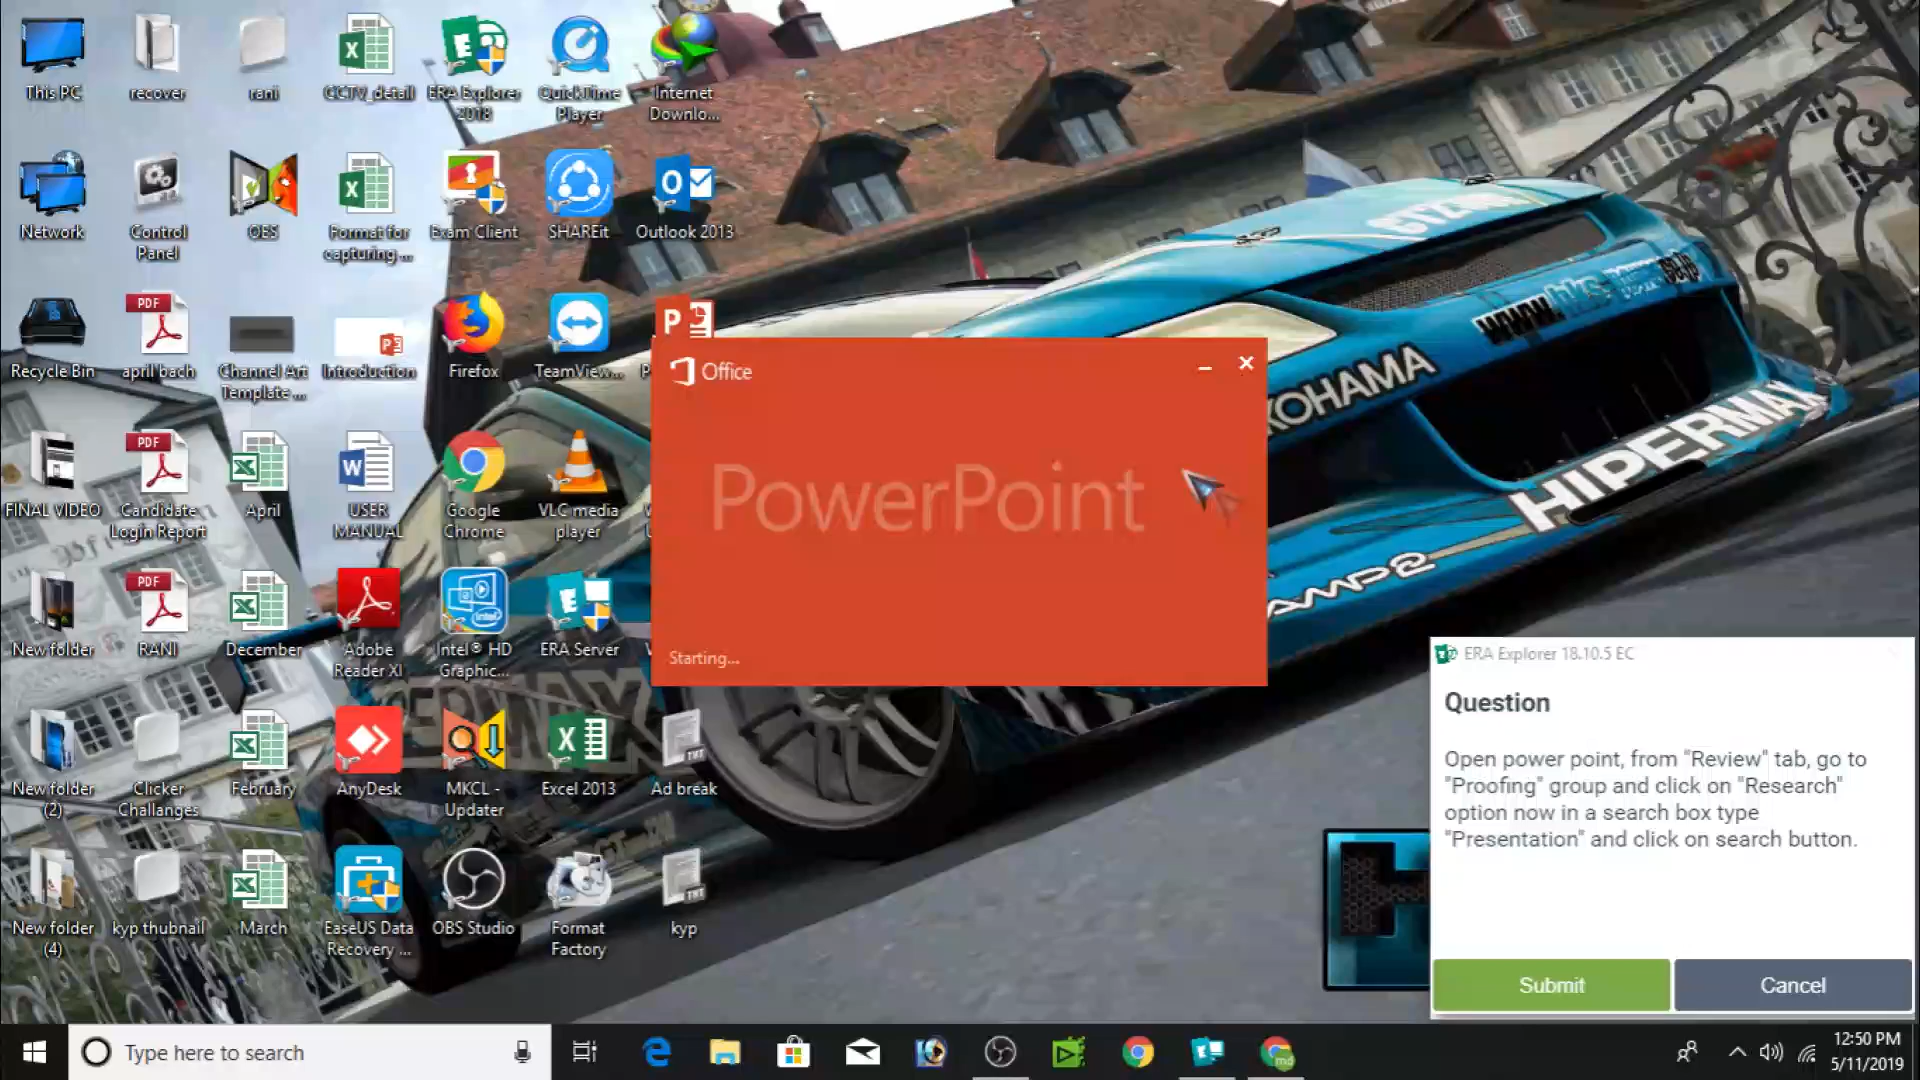 This PC
recover
rani
CCTV_detail
ERA Explorer
2018
QuickTime
Player
Internet
Downlo...
Network
Control
Panel
OES
Format for
capturing ...
Exam Client
SHAREit
Outlook 2013
Recycle Bin
april bach
Channel Art
Template ...
Introduction
Firefox
TeamView...
FINAL VIDEO
Candidate
Login Report
April
USER
MANUAL
Google
Chrome
VLC media
player
New folder
RANI
December
Adobe
Reader XI
Intel® HD
Graphic...
ERA Server
New folder
(2)
Clicker
Challanges
February
AnyDesk
MKCL -
Updater
Excel 2013
Ad break
New folder
(4)
kyp thubnail
March
EaseUS Data
Recovery ...
OBS Studio
Format
Factory
kyp
Office
PowerPoint
Starting...
YOKOHAMA
HIPERMAX
ERA Explorer 18.10.5 EC
Question
Open power point, from "Review" tab, go to
"Proofing" group and click on "Research"
option now in a search box type
"Presentation" and click on search button.
Submit
Cancel
Type here to search
12:50 PM
5/11/2019